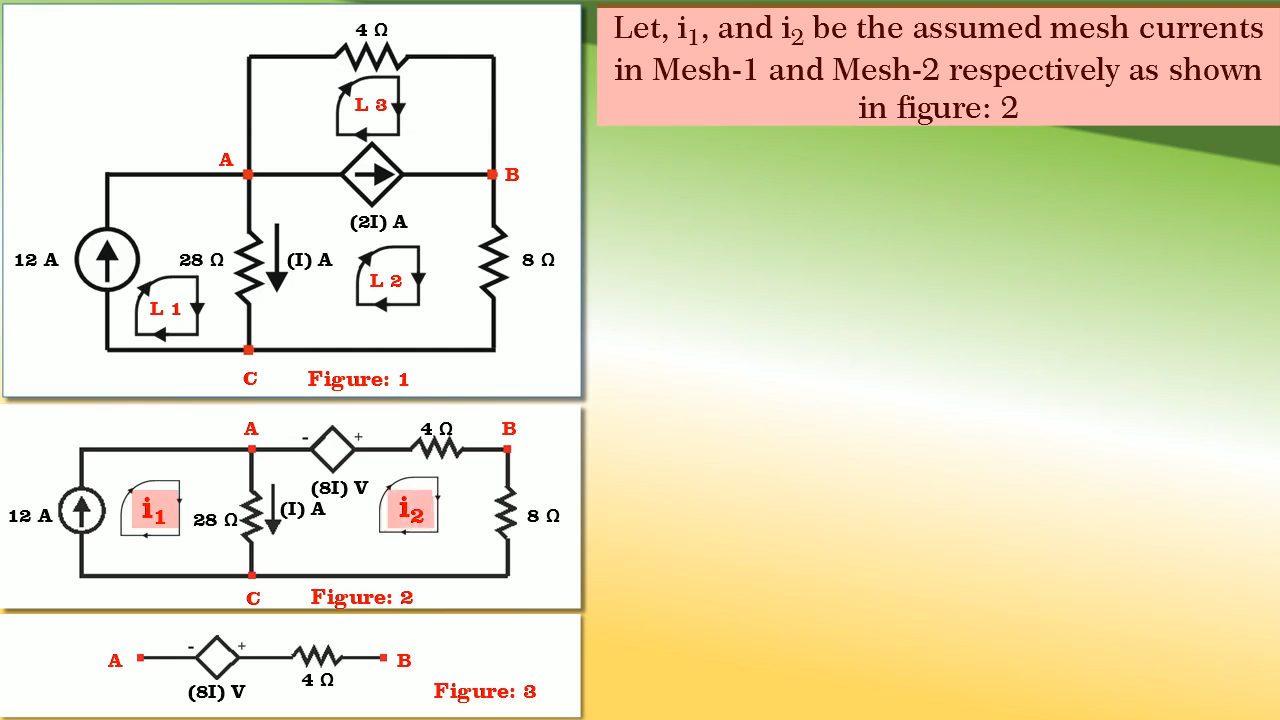 4 Ω
L 3
A
B
(2I) A
12 A
28 Ω
(I) A
8 Ω
L 2
L 1
C
Figure: 1
A
4 Ω
B
-
+
(8I) V
i₁
i₂
12 A
28 Ω
(I) A
8 Ω
C
Figure: 2
-
+
A
B
4 Ω
(8I) V
Figure: 3
Let, i₁, and i₂ be the assumed mesh currents
in Mesh-1 and Mesh-2 respectively as shown
in figure: 2